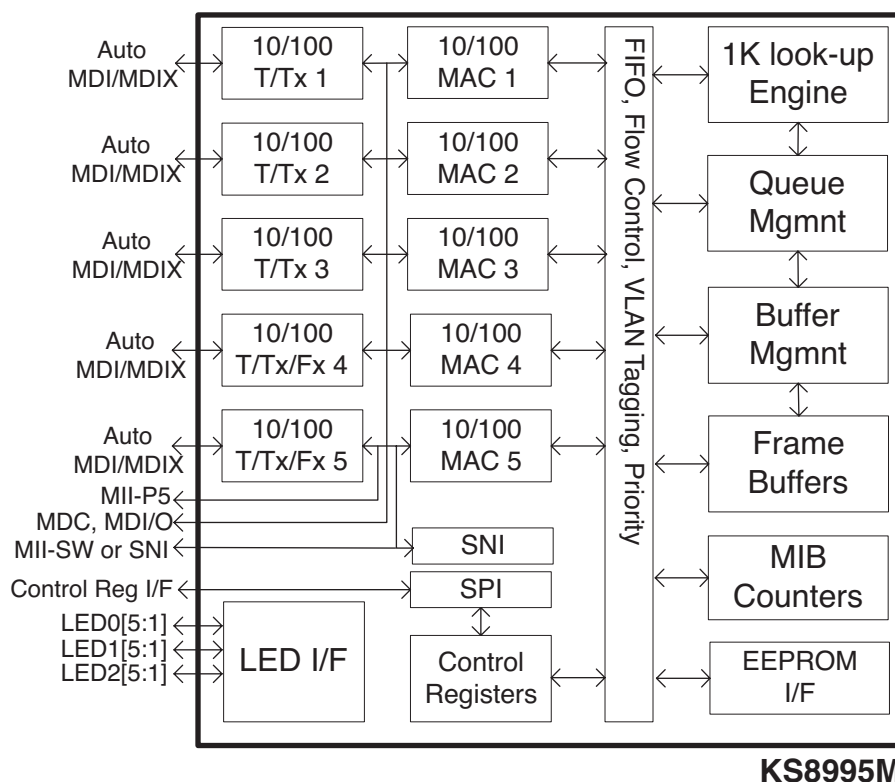 Auto
MDI/MDIX
10/100
T/Tx 1
10/100
MAC 1
FIFO, Flow Control, VLAN Tagging, Priority
1K look-up
Engine
Auto
MDI/MDIX
10/100
T/Tx 2
10/100
MAC 2
Queue
Mgmnt
Auto
MDI/MDIX
10/100
T/Tx 3
10/100
MAC 3
Auto
MDI/MDIX
10/100
T/Tx/Fx 4
10/100
MAC 4
Buffer
Mgmnt
Auto
MDI/MDIX
10/100
T/Tx/Fx 5
10/100
MAC 5
Frame
Buffers
MII-P5
MDC, MDI/O
MII-SW or SNI
SNI
MIB
Counters
Control Reg I/F
SPI
LED0[5:1]
LED1[5:1]
LED2[5:1]
LED I/F
Control
Registers
EEPROM
I/F
KS8995M